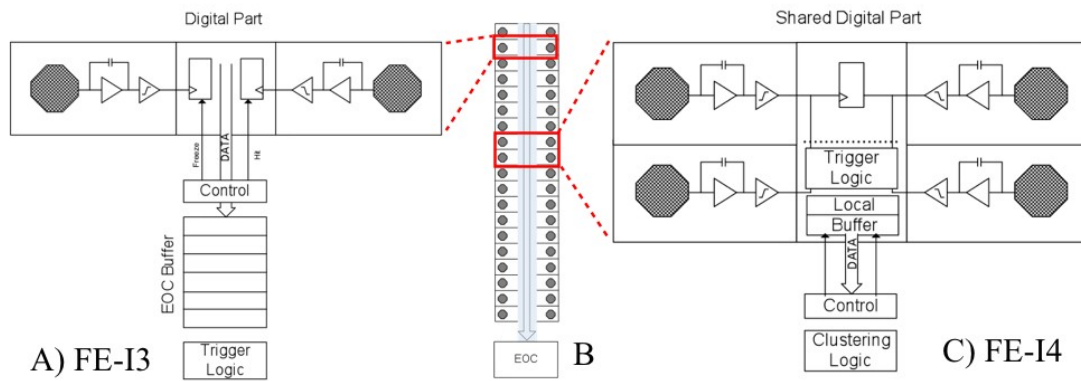 Digital Part
Freeze
DATA
Hit
Control
EOC Buffer
Trigger
Logic
A) FE-I3
EOC
B
Shared Digital Part
Trigger
Logic
Local
Buffer
DATA
Control
Clustering
Logic
C) FE-I4